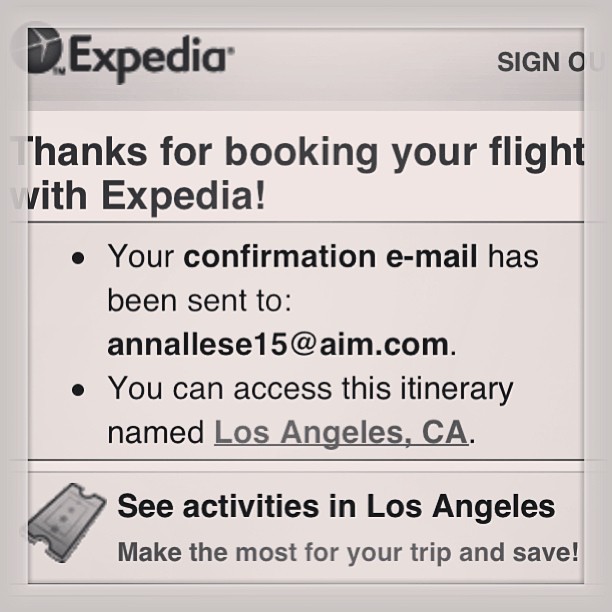 Expedia
SIGN OU
Thanks for booking your flight
with Expedia!
Your confirmation e-mail has
been sent to:
annallese15@aim.com.
You can access this itinerary
named Los Angeles, CA.
See activities in Los Angeles
Make the most for your trip and save!